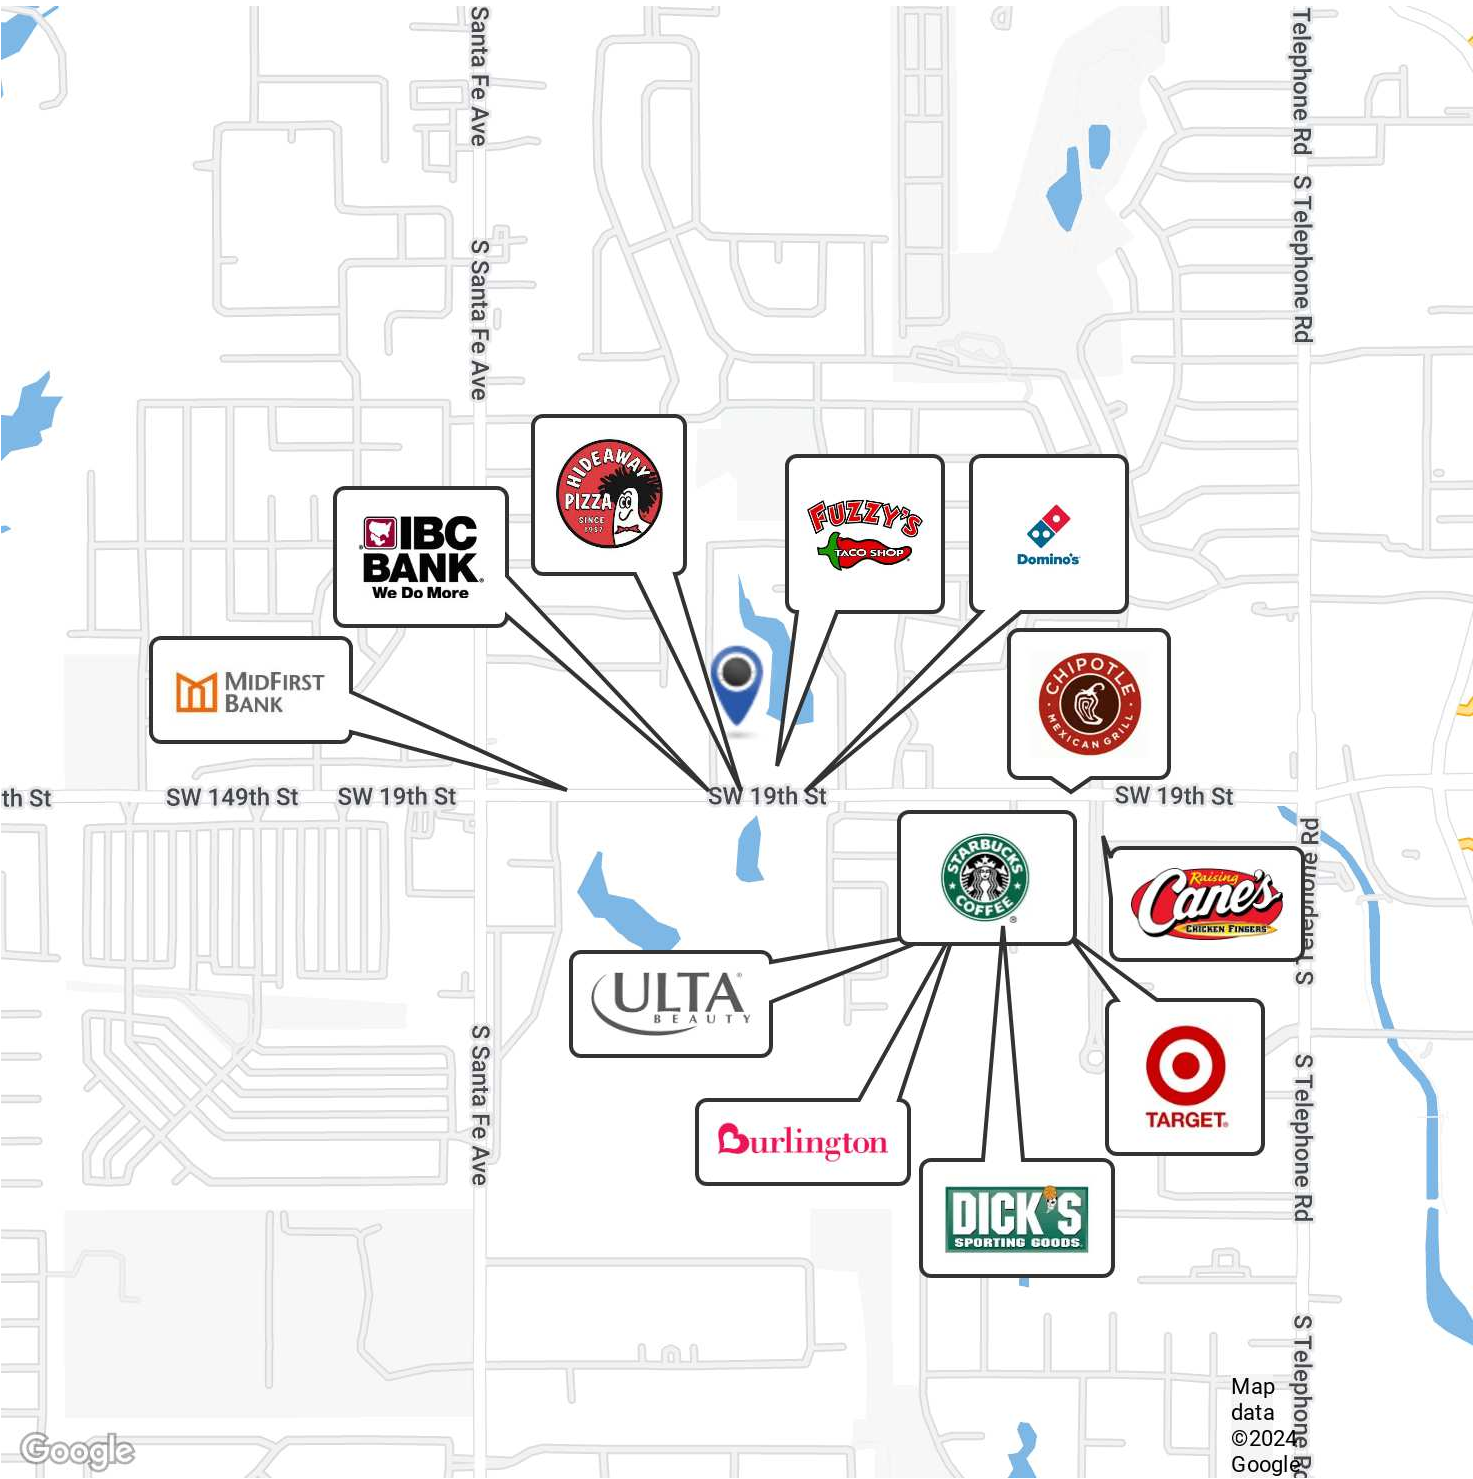 Santa Fe Ave
Telephone Rd
S Telephone Rd
S Santa Fe Ave
HIDEAWAY
PIZZA
SINCE
1957
IBC
BANK
We Do More
FUZZY'S
TACO SHOP
Domino's
MIDFIRST
BANK
CHIPOTLE
MEXICAN GRILL
th St
SW 149th St
SW 19th St
SW 19th St
SW 19th St
STARBUCKS
COFFEE
Raising
Cane's
CHICKEN FINGERS
S Telephone Rd
ULTA
BEAUTY
S Santa Fe Ave
S Telephone Rd
TARGET
Burlington
DICK'S
SPORTING GOODS
S Telephone Rd
Map
data
©2024
Google
Google